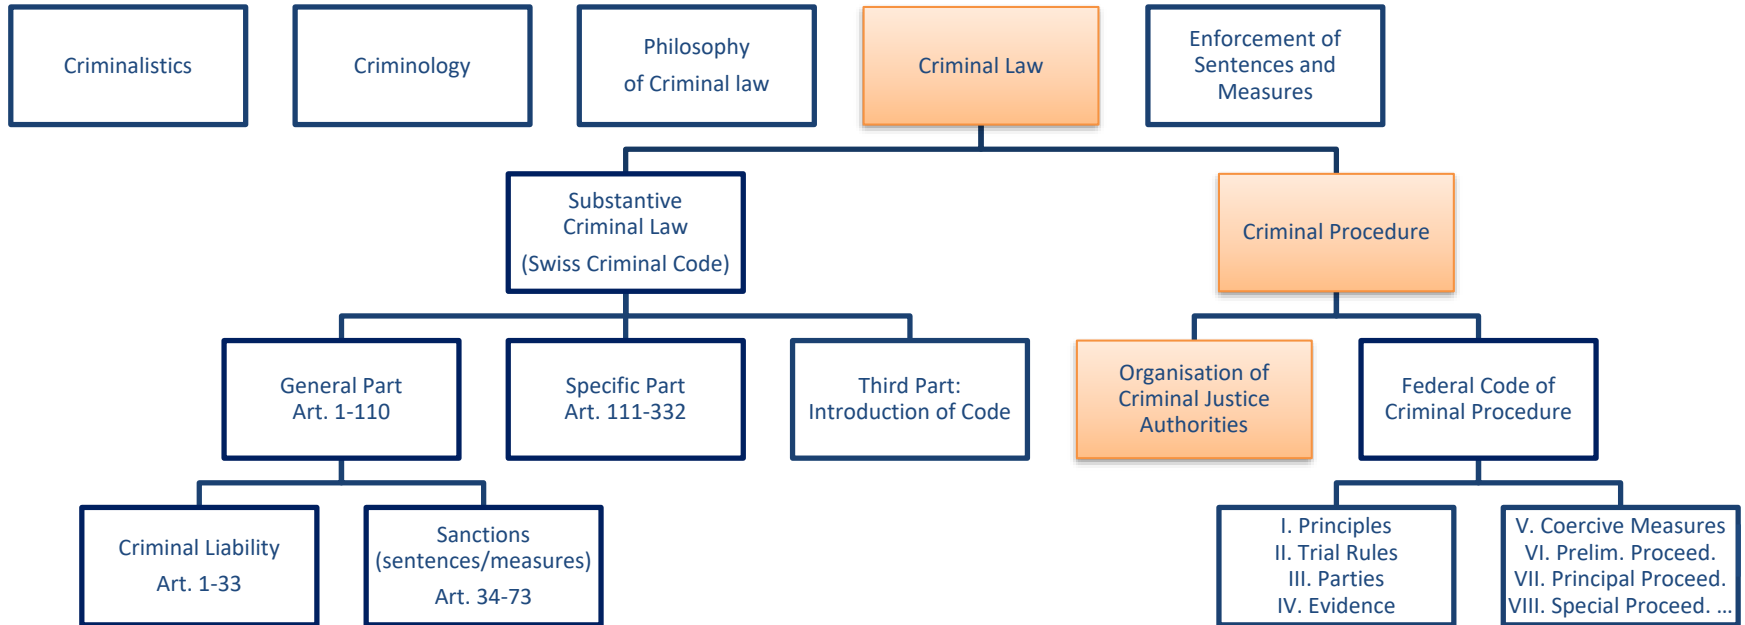 Criminalistics
Criminology
Philosophy
of Criminal law
Criminal Law
Enforcement of
Sentences and
Measures
Substantive
Criminal Law
(Swiss Criminal Code)
Criminal Procedure
General Part
Art. 1-110
Specific Part
Art. 111-332
Third Part:
Introduction of Code
Organisation of
Criminal Justice
Authorities
Federal Code of
Criminal Procedure
Criminal Liability
Art. 1-33
Sanctions
(sentences/measures)
Art. 34-73
I. Principles
II. Trial Rules
III. Parties
IV. Evidence
V. Coercive Measures
VI. Prelim. Proceed.
VII. Principal Proceed.
VIII. Special Proceed. ...